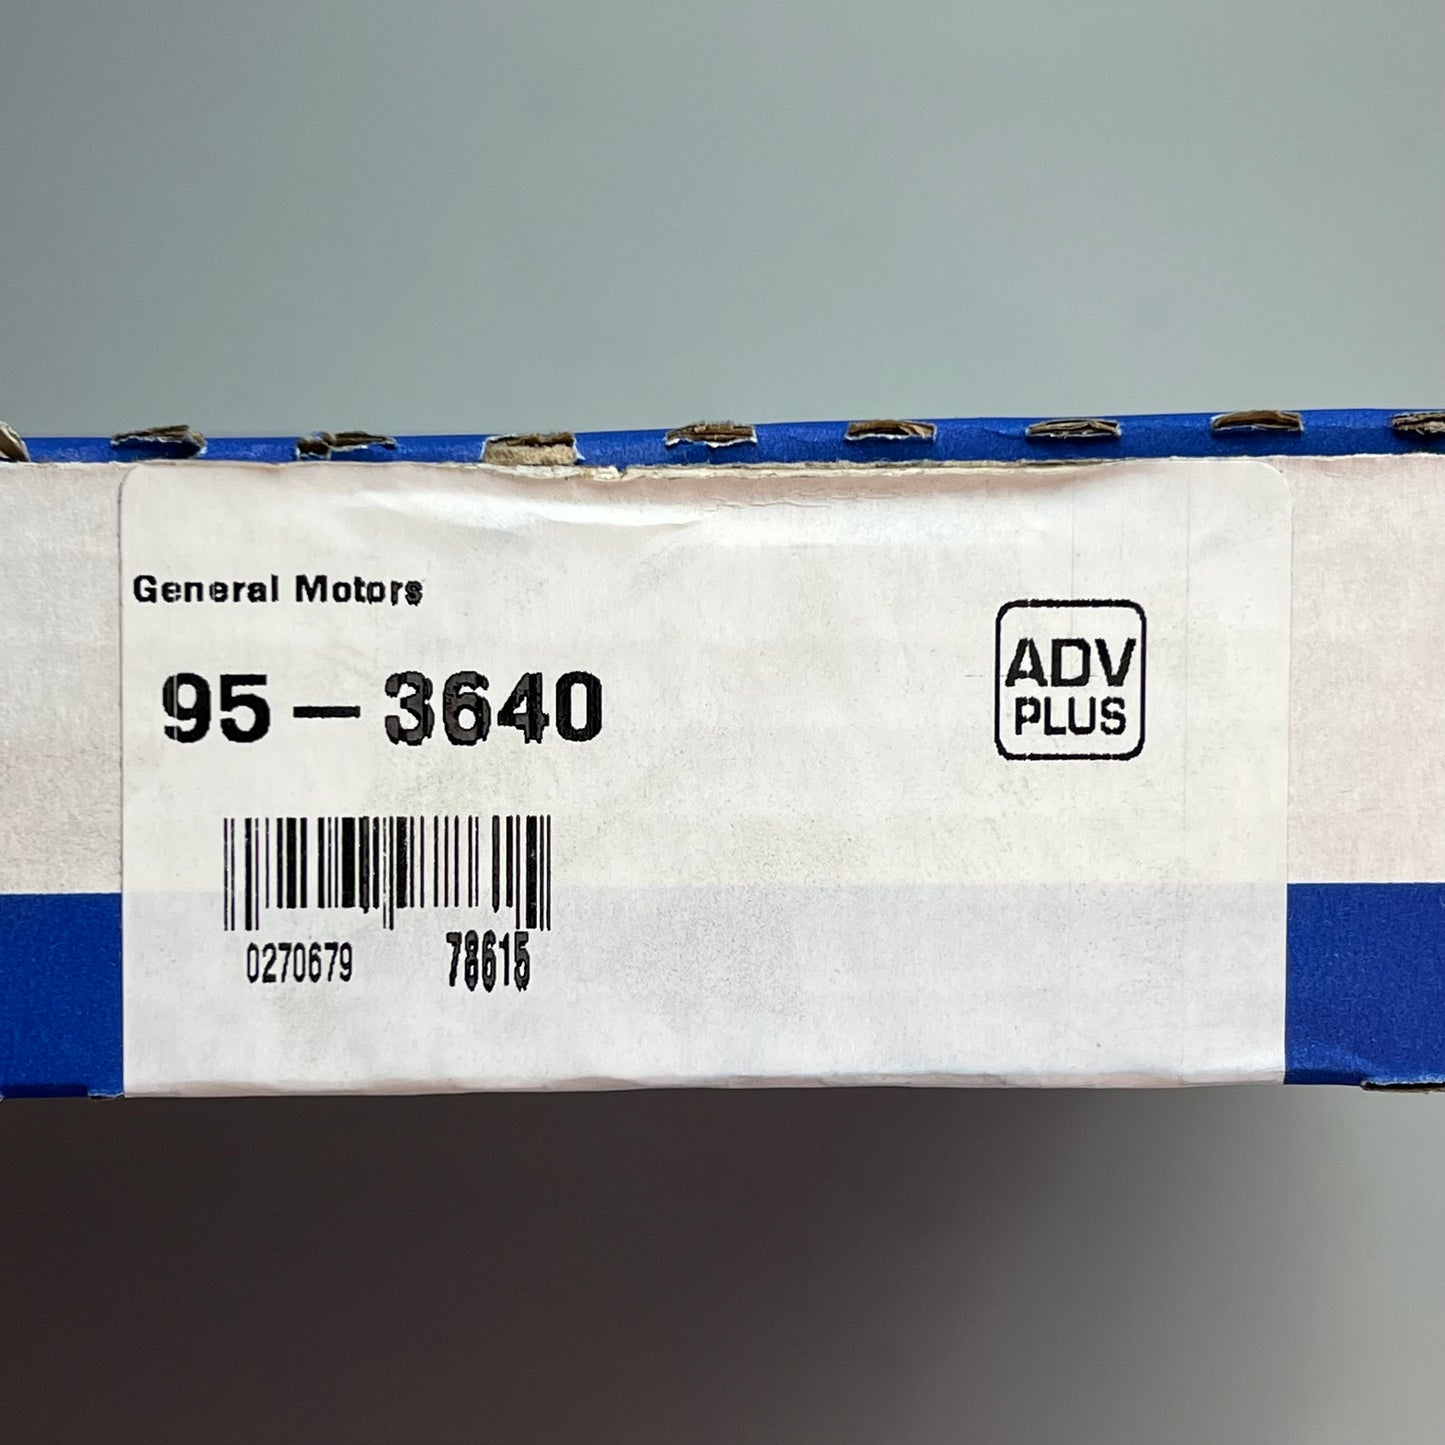 General Motors
95-3640
ADV
PLUS
0270679 78615